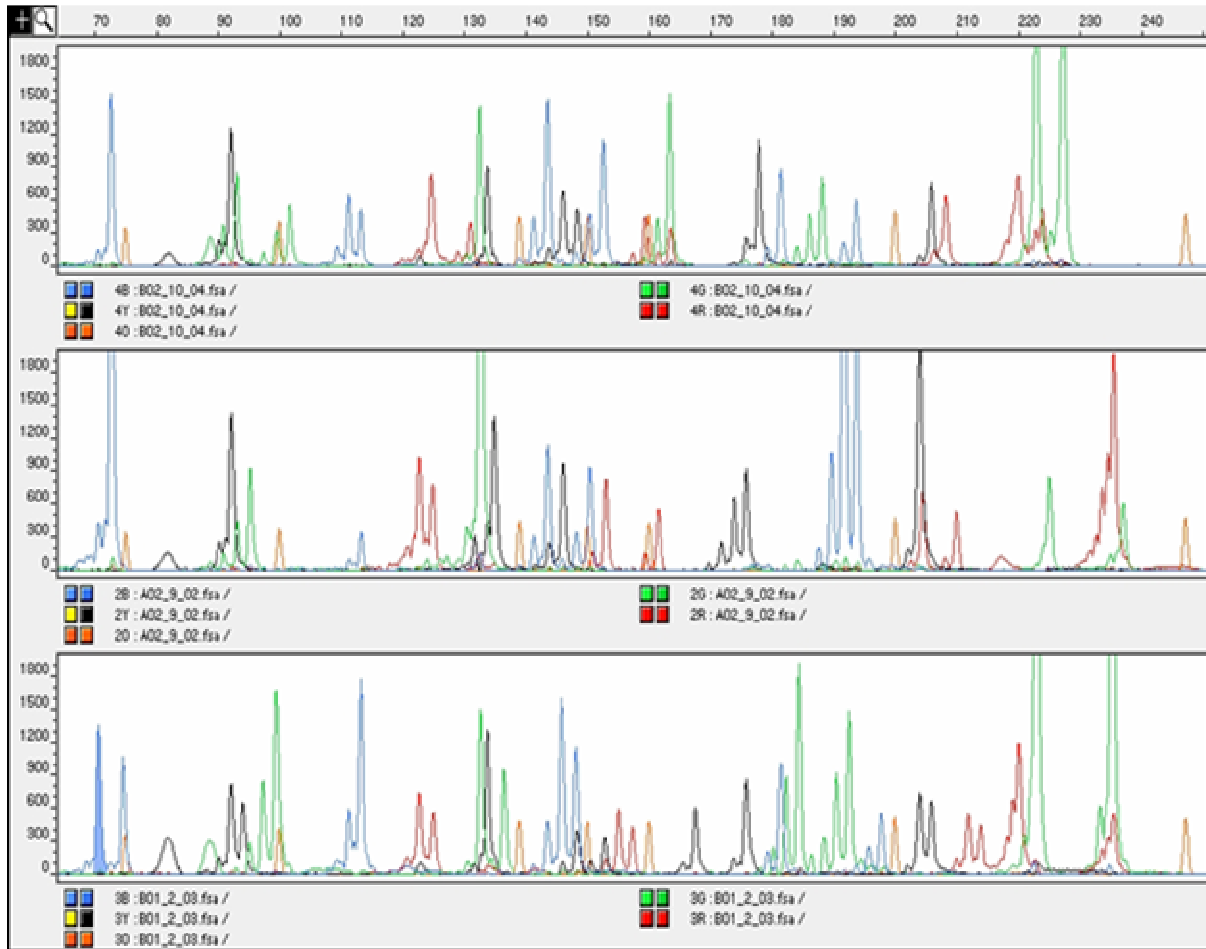 70 80 90 100 110 120 130 140 150 160 170 180 190 200 210 220 230 240
1800
1500
1200
900
600
300
0
4B : B02_10_04.fsa / 4G : B02_10_04.fsa /
4Y : B02_10_04.fsa / 4R : B02_10_04.fsa /
4O : B02_10_04.fsa /
1800
1500
1200
900
600
300
0
2B : A02_9_02.fsa / 2G : A02_9_02.fsa /
2Y : A02_9_02.fsa / 2R : A02_9_02.fsa /
2O : A02_9_02.fsa /
1800
1500
1200
900
600
300
0
3B : B01_2_03.fsa / 3G : B01_2_03.fsa /
3Y : B01_2_03.fsa / 3R : B01_2_03.fsa /
3O : B01_2_03.fsa /